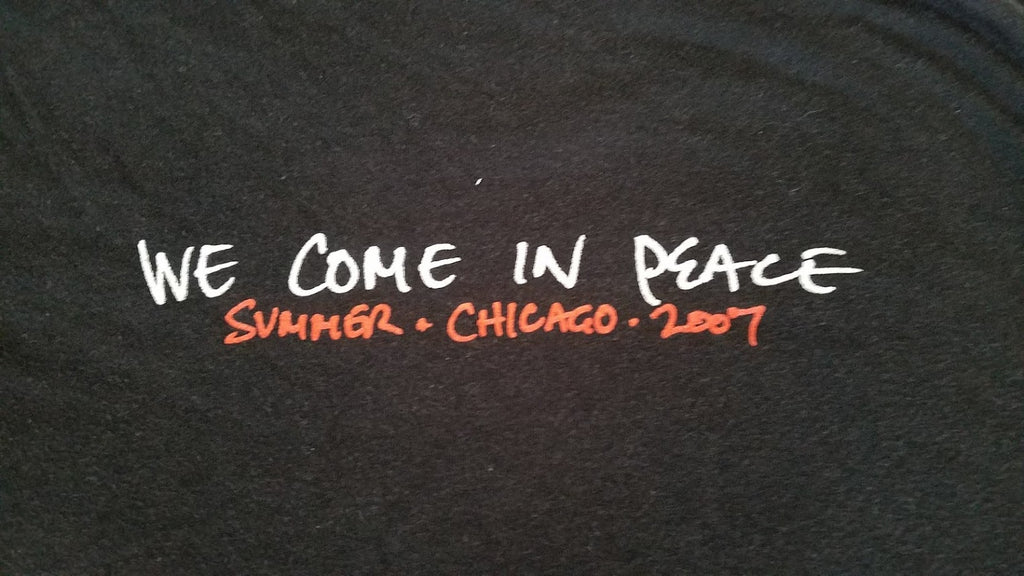 WE COME IN PEACE
SUMMER · CHICAGO · 2007